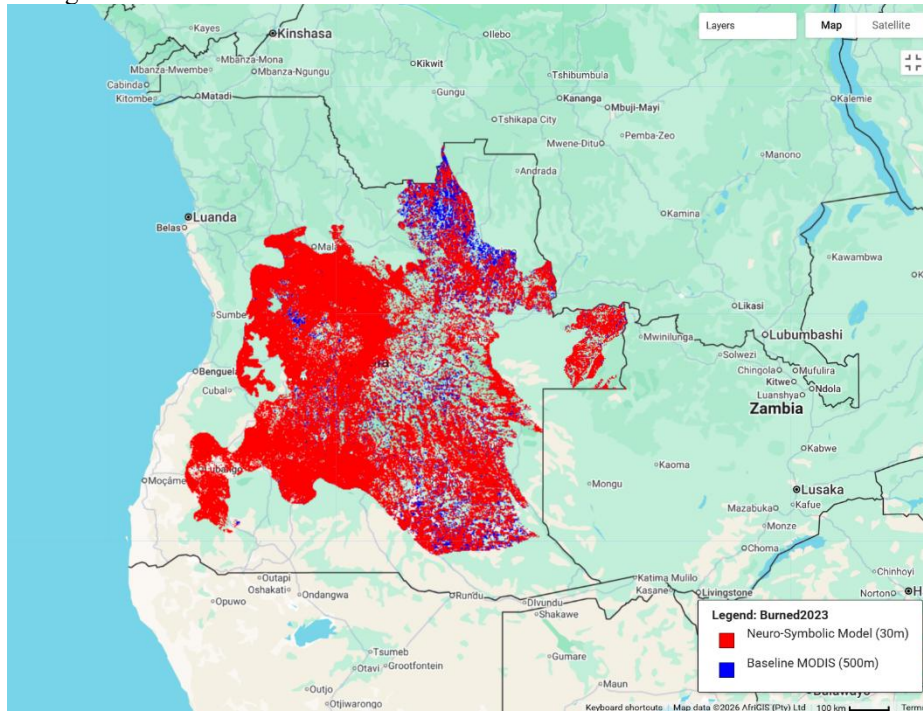 Layers
Map
Satellite
Kayes
Kinshasa
Ilebo
Mbanza-Mona
Mbanza-Mwembe
Kikwit
Mbanza-Ngungu
Tshibumbula
Cabinda
Gungu
Kitombe
Matadi
Kananga
Mbuji-Mayi
Kalemie
Tshikapa City
Pemba-Zeo
Mwene-Ditu
Manono
Andrada
Luanda
Kamina
Belas
Mala
Kawambwa
Likasi
Sumbe
Mwinilunga
Lubumbashi
Solwezi
Benguela
Chingola
Mufulira
Cubal
Kitwe
Ndola
Luanshya
Zambia
Kabwe
Lubango
Kaoma
Moçâme
Mongu
Lusaka
Mazabuka
Kafue
Monze
Choma
Outapi
Katima Mulilo
Chinhoyi
Oshakati
Ondangwa
Kasane
Livingstone
Norton
H
Opuwo
Rundu
Divundu
Shakawe
Legend: Burned2023
Neuro-Symbolic Model (30m)
Tsumeb
Gumare
Baseline MODIS (500m)
Otavi
Grootfontein
Outjo
Maun
Bulawayo
Otjiwarongo
Keyboard shortcuts
Map data ©2026 AfriGIS (Pty) Ltd
100 km
Terms